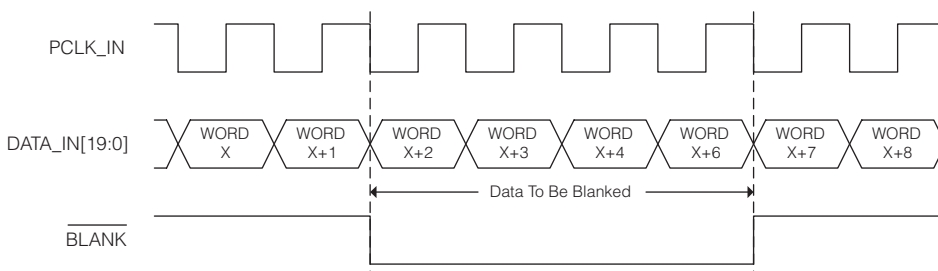 PCLK_IN
DATA_IN[19:0]
WORD X
WORD X+1
WORD X+2
WORD X+3
WORD X+4
WORD X+6
WORD X+7
WORD X+8
Data To Be Blanked
BLANK